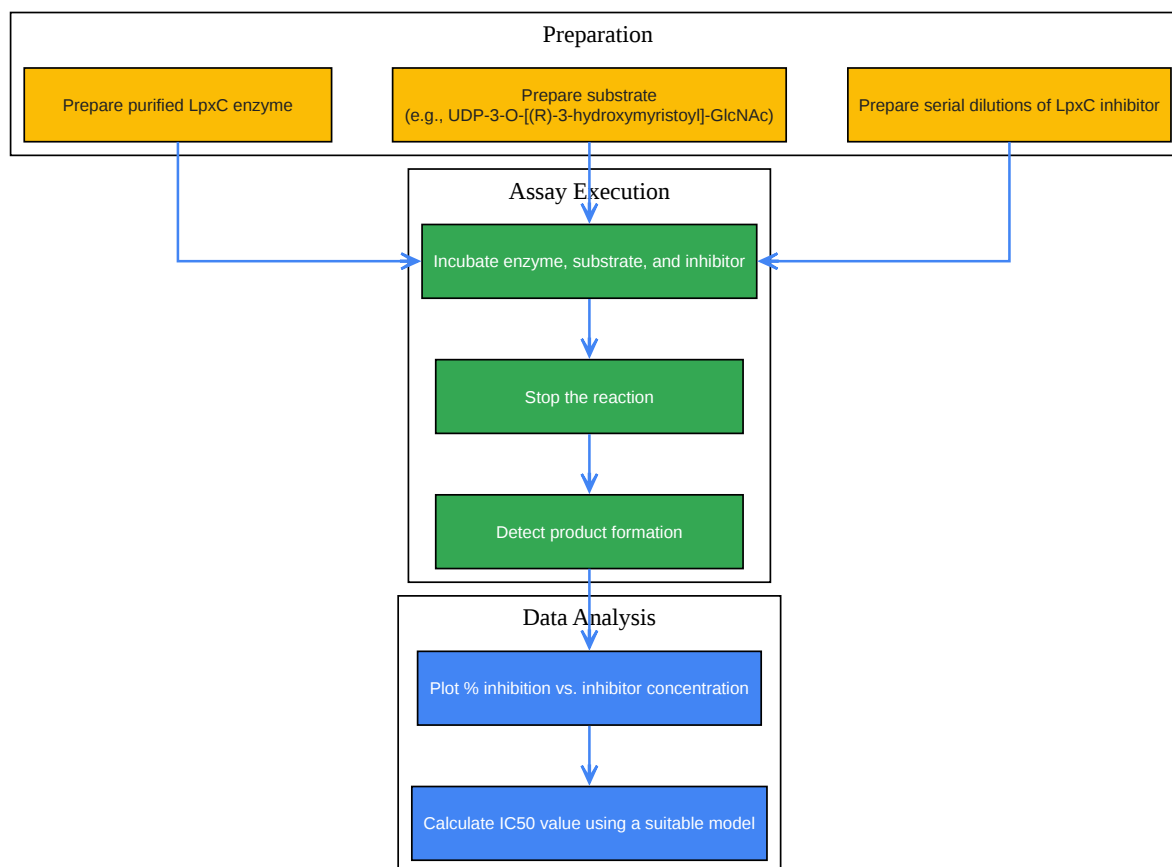 Preparation
Prepare purified LpxC enzyme
Prepare substrate
(e.g., UDP-3-O-[(R)-3-hydroxymyristoyl]-GlcNAc)
Prepare serial dilutions of LpxC inhibitor
Assay Execution
Incubate enzyme, substrate, and inhibitor
Stop the reaction
Detect product formation
Data Analysis
Plot % inhibition vs. inhibitor concentration
Calculate IC50 value using a suitable model